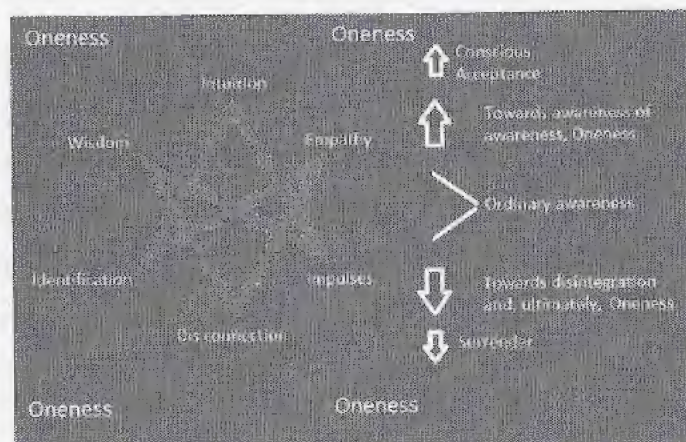 Oneness
Oneness
Conscious
Acceptance
Intuition
Towards awareness of
awareness, Oneness
Wisdom
Empathy
Ordinary awareness
Identification
Impulses
Towards disintegration
and, ultimately, Oneness
Disconnection
Surrender
Oneness
Oneness